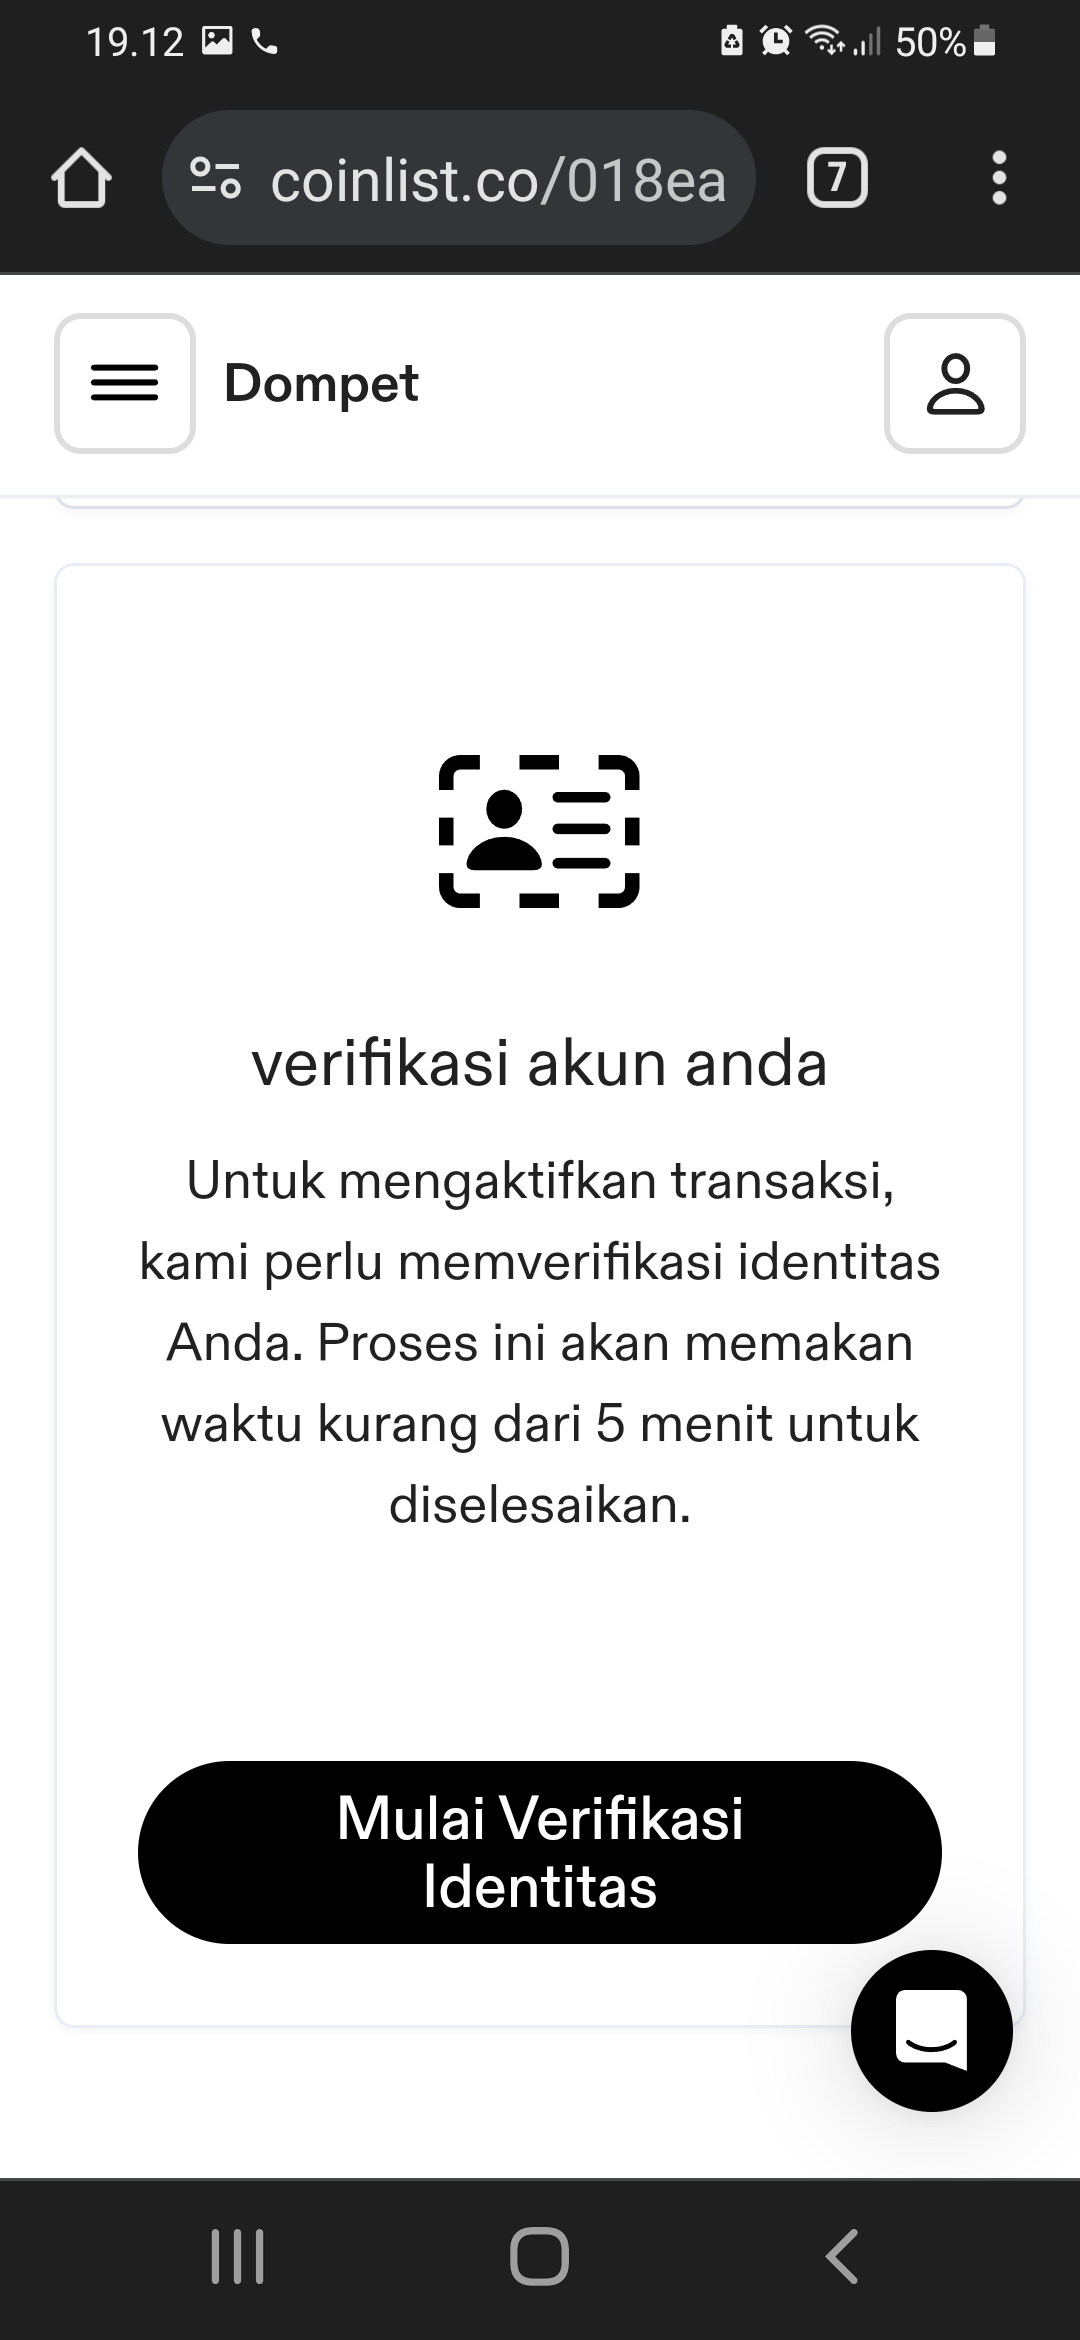 19.12
50%
coinlist.co/018ea
7
Dompet
verifikasi akun anda
Untuk mengaktifkan transaksi,
kami perlu memverifikasi identitas
Anda. Proses ini akan memakan
waktu kurang dari 5 menit untuk
diselesaikan.
Mulai Verifikasi
Identitas